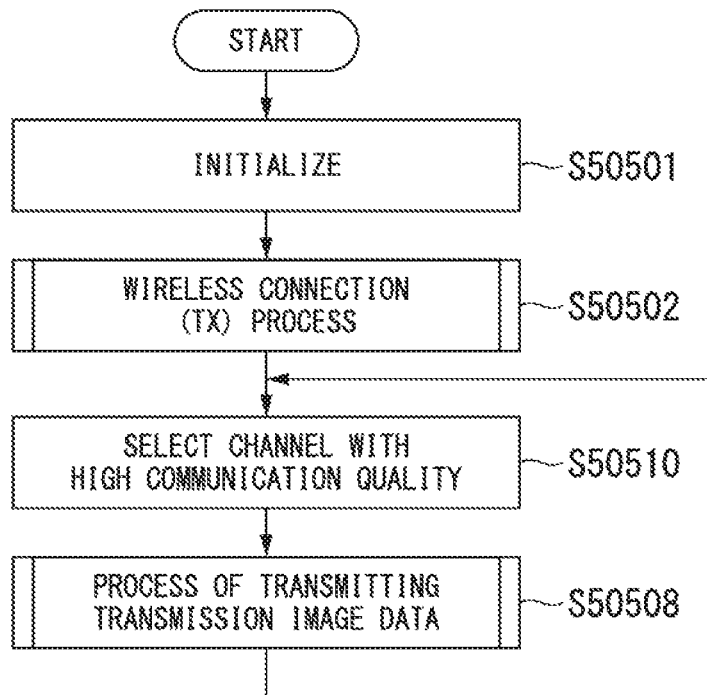 START
INITIALIZE
S50501
WIRELESS CONNECTION
(TX) PROCESS
S50502
SELECT CHANNEL WITH
HIGH COMMUNICATION QUALITY
S50510
PROCESS OF TRANSMITTING
TRANSMISSION IMAGE DATA
S50508